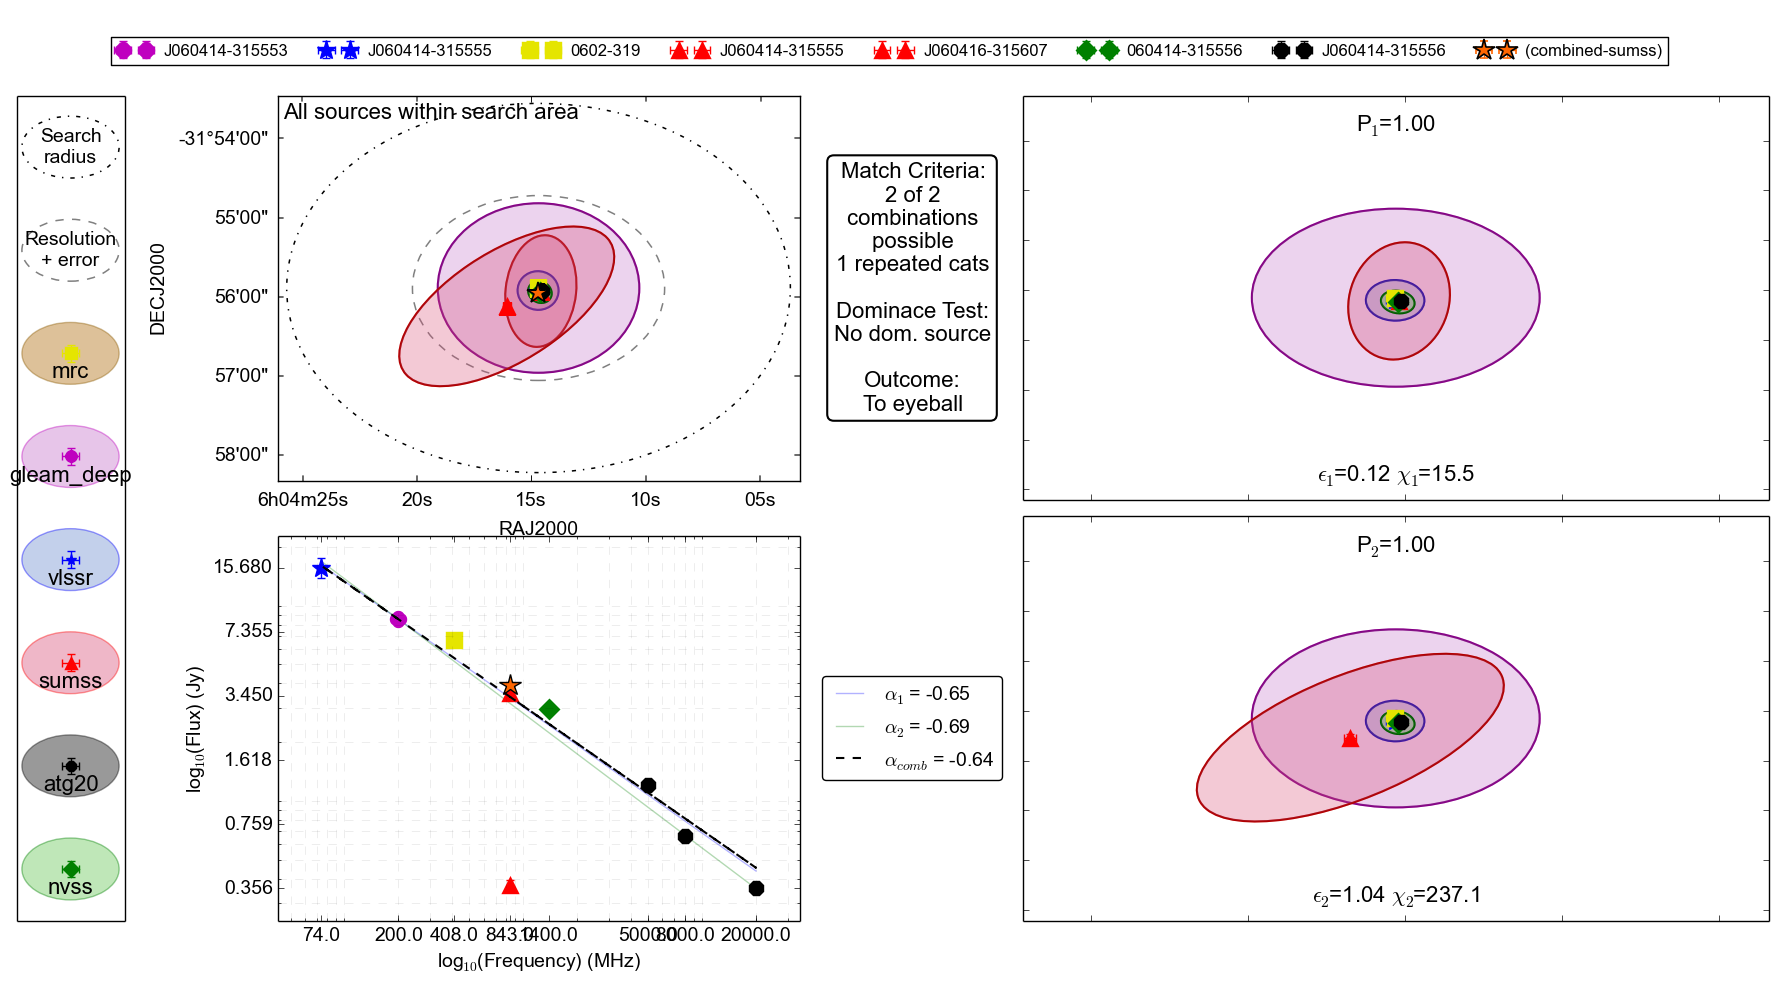 J060414-315553 J060414-315555 0602-319 J060414-315555 J060416-315607 060414-315556 J060414-315556 (combined-sumss)
Search
radius
Resolution
+ error
mrc
gleam_deep
vlssr
sumss
atg20
nvss
All sources within search area
DECJ2000
-31°54'00"
55'00"
56'00"
57'00"
58'00"
6h04m25s 20s 15s 10s 05s
RAJ2000
Match Criteria:
2 of 2
combinations
possible
1 repeated cats
Dominace Test:
No dom. source
Outcome:
To eyeball
P1=1.00
ϵ1=0.12 χ1=15.5
log10(Flux) (Jy)
15.680
7.355
3.450
1.618
0.759
0.356
74.0 200.0 408.0 843.0 1400.0 5000.0 8000.0 20000.0
log10(Frequency) (MHz)
α1 = -0.65
α2 = -0.69
αcomb = -0.64
P2=1.00
ϵ2=1.04 χ2=237.1